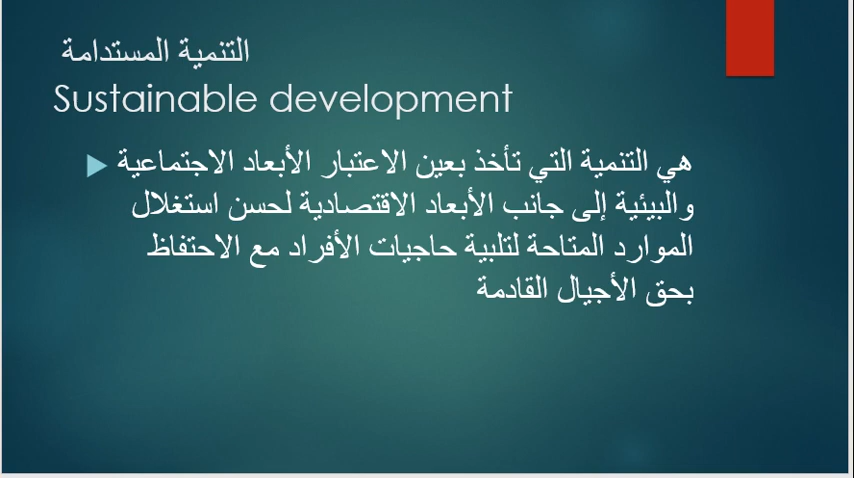 التنمية المستدامة
Sustainable development
هي التنمية التي تأخذ بعين الاعتبار الأبعاد الاجتماعية
والبيئية إلى جانب الأبعاد الاقتصادية لحسن استغلال
الموارد المتاحة لتلبية حاجيات الأفراد مع الاحتفاظ
بحق الأجيال القادمة